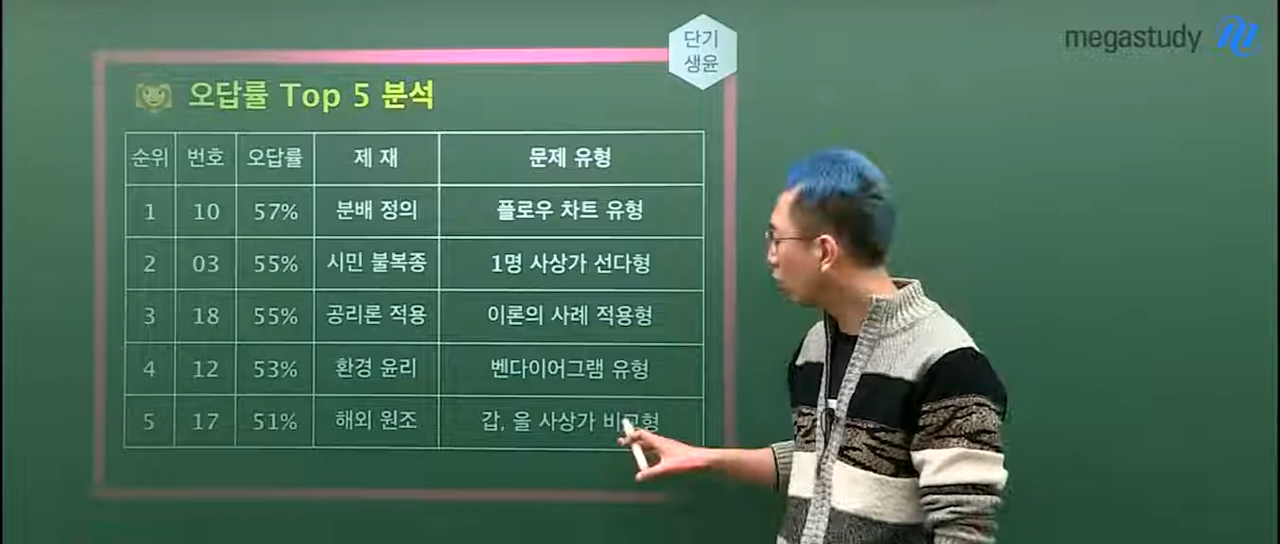 단기
생윤
megastudy
오답률 Top 5 분석
순위 번호 오답률 제 재 문제 유형
1 10 57% 분배 정의 플로우 차트 유형
2 03 55% 시민 불복종 1명 사상가 선다형
3 18 55% 공리론 적용 이론의 사례 적용형
4 12 53% 환경 윤리 벤다이어그램 유형
5 17 51% 해외 원조 갑, 을 사상가 비교형